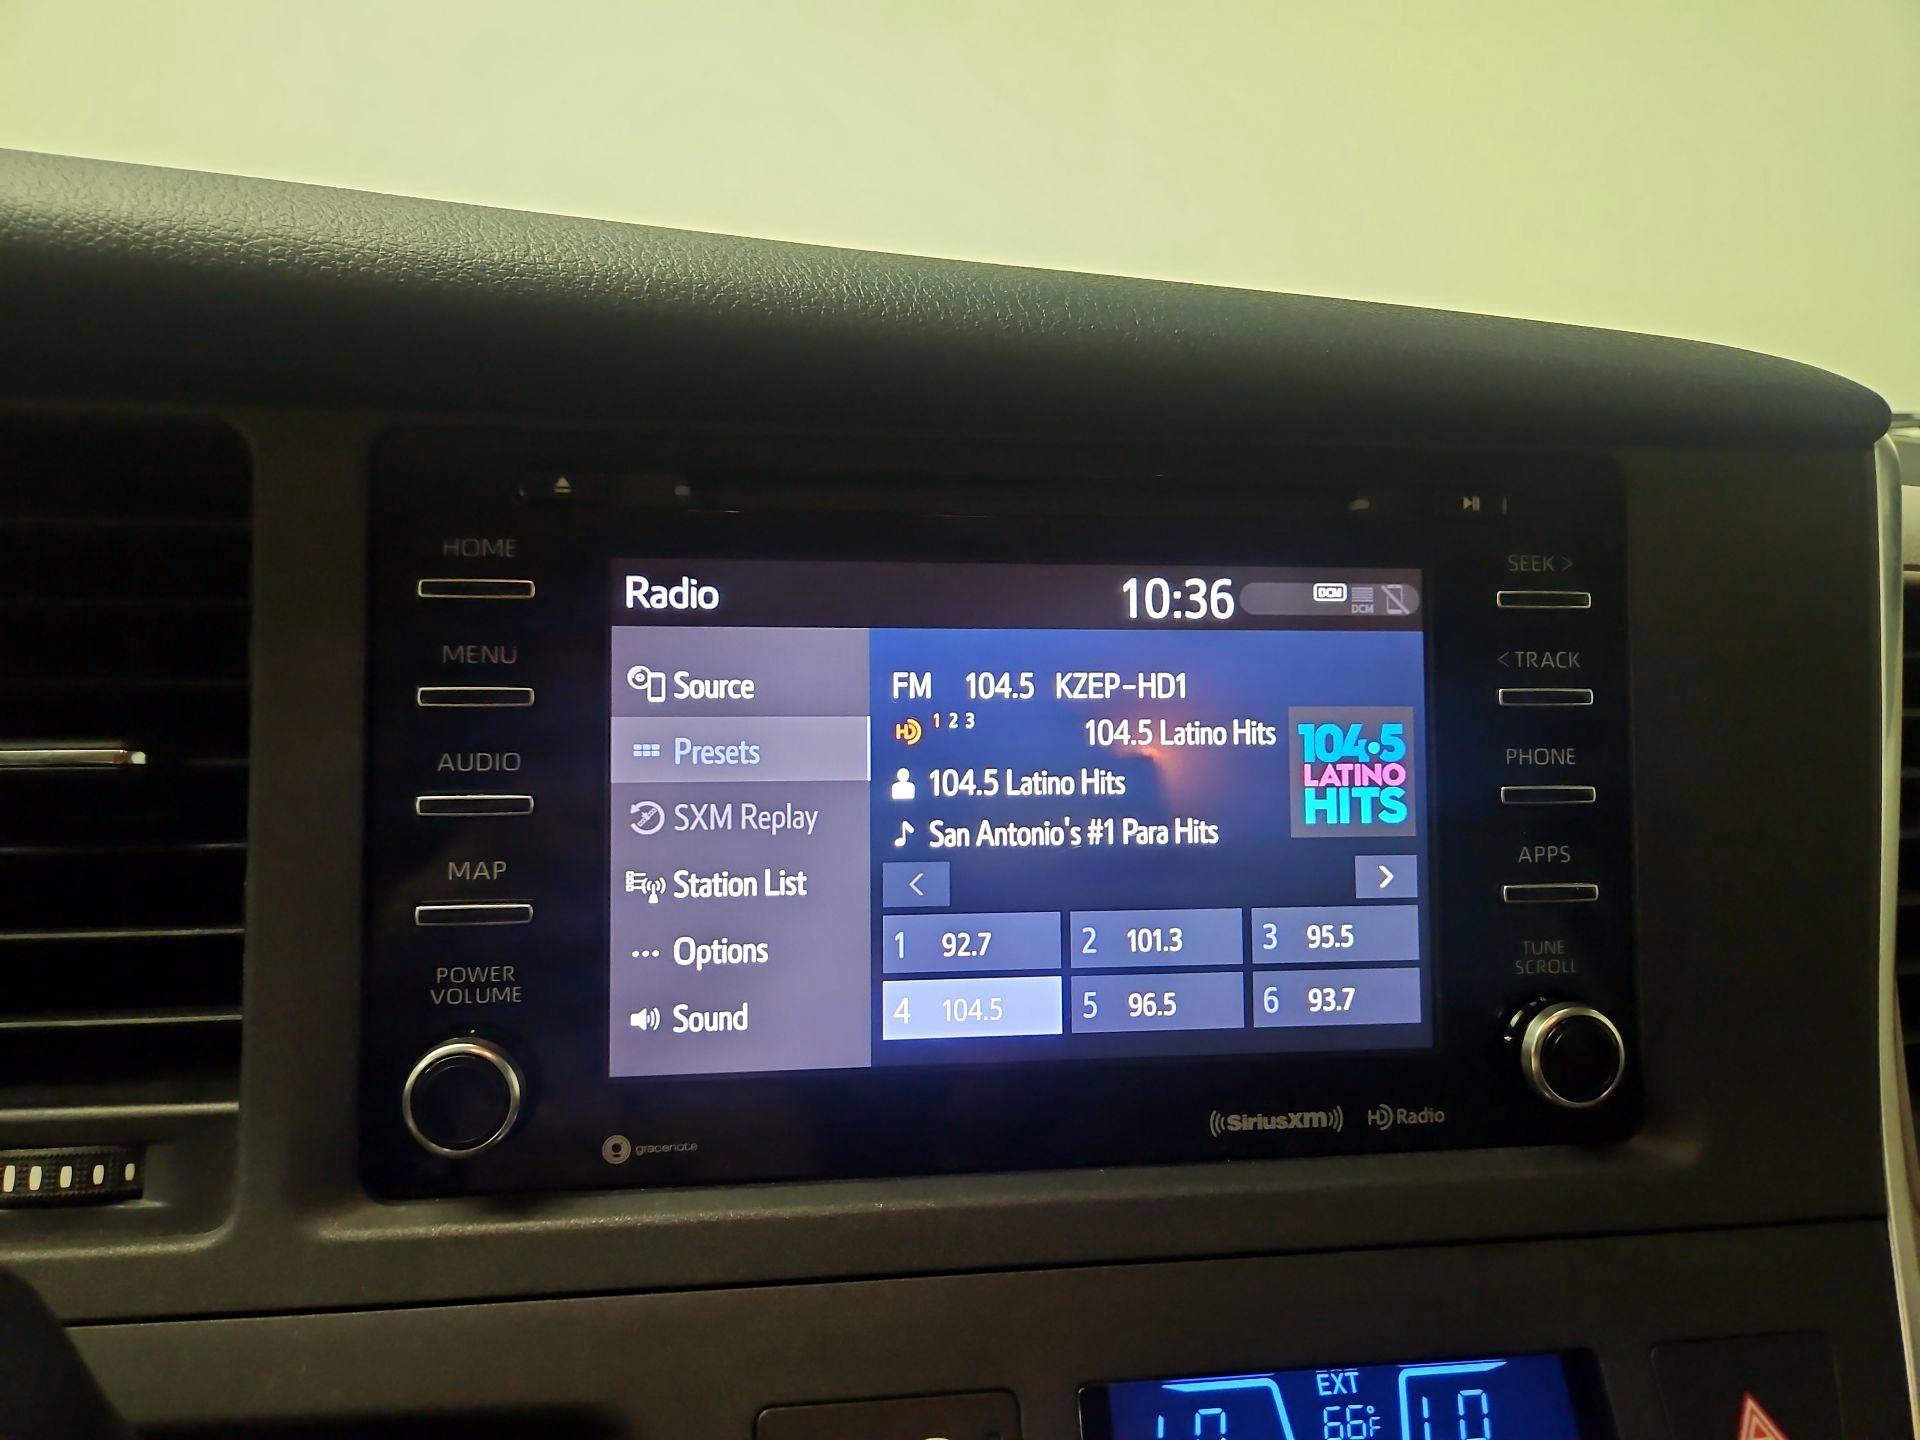 HOME
MENU
AUDIO
MAP
POWER
VOLUME
Radio
10:36
DCM
DCM
Source
Presets
SXM Replay
Station List
Options
Sound
FM 104.5 KZEP-HD1
HD 1 2 3 104.5 Latino Hits
104.5 Latino Hits
San Antonio's #1 Para Hits
104.5
LATINO
HITS
< >
1 92.7 2 101.3 3 95.5
4 104.5 5 96.5 6 93.7
SEEK >
< TRACK
PHONE
APPS
TUNE
SCROLL
gracenote
((SiriusXM))
HD Radio
EXT
66°F